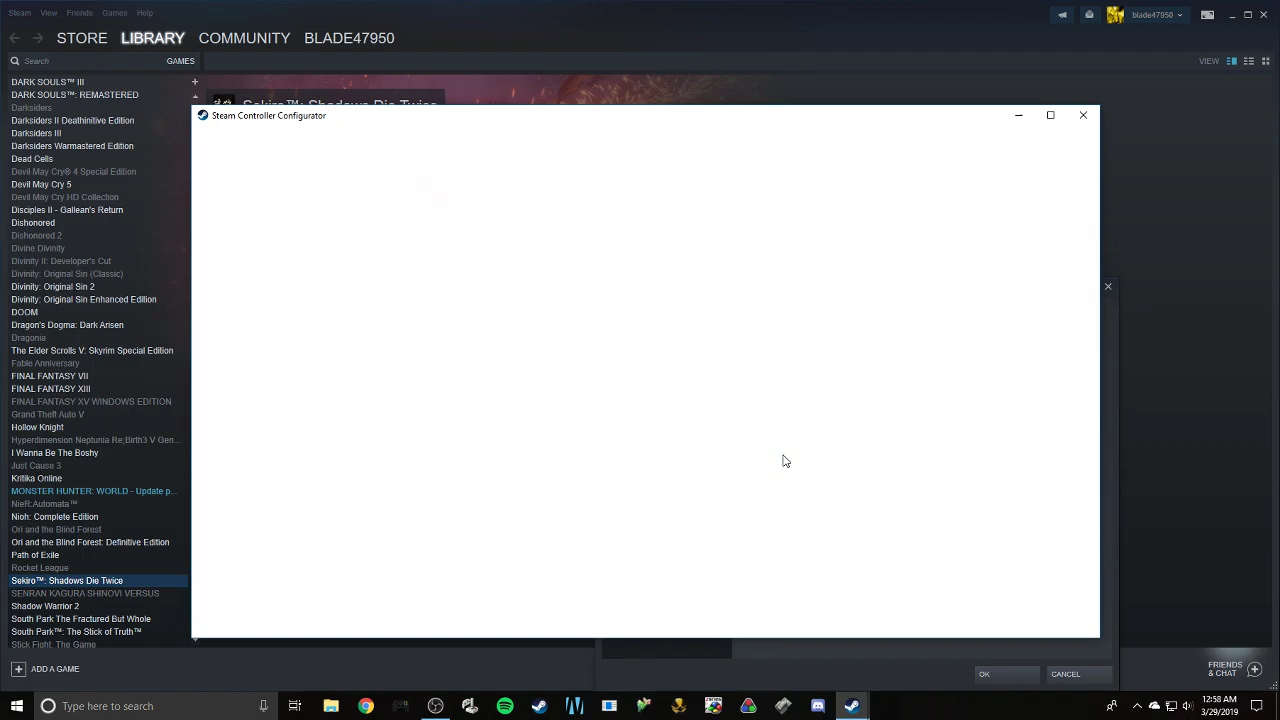 Steam View Friends Games Help
blade47950
STORE LIBRARY COMMUNITY BLADE47950
Search GAMES VIEW
DARK SOULS™ III
DARK SOULS™: REMASTERED
Darksiders
Darksiders II Deathinitive Edition
Darksiders III
Darksiders Warmastered Edition
Dead Cells
Devil May Cry® 4 Special Edition
Devil May Cry 5
Devil May Cry HD Collection
Disciples II - Gallean's Return
Dishonored
Dishonored 2
Divine Divinity
Divinity II: Developer's Cut
Divinity: Original Sin (Classic)
Divinity: Original Sin 2
Divinity: Original Sin Enhanced Edition
DOOM
Dragon's Dogma: Dark Arisen
Dragonia
The Elder Scrolls V: Skyrim Special Edition
Fable Anniversary
FINAL FANTASY VII
FINAL FANTASY XIII
FINAL FANTASY XV WINDOWS EDITION
Grand Theft Auto V
Hollow Knight
Hyperdimension Neptunia Re;Birth3 V Gen...
I Wanna Be The Boshy
Just Cause 3
Kritika Online
MONSTER HUNTER: WORLD - Update p...
NieR:Automata™
Nioh: Complete Edition
Ori and the Blind Forest
Ori and the Blind Forest: Definitive Edition
Path of Exile
Rocket League
Sekiro™: Shadows Die Twice
SENRAN KAGURA SHINOVI VERSUS
Shadow Warrior 2
South Park The Fractured But Whole
South Park™: The Stick of Truth™
Stick Fight: The Game
Sekiro™: Shadows Die Twice
Steam Controller Configurator
OK CANCEL
ADD A GAME
FRIENDS
& CHAT
Type here to search
12:58 AM
3/29/2019